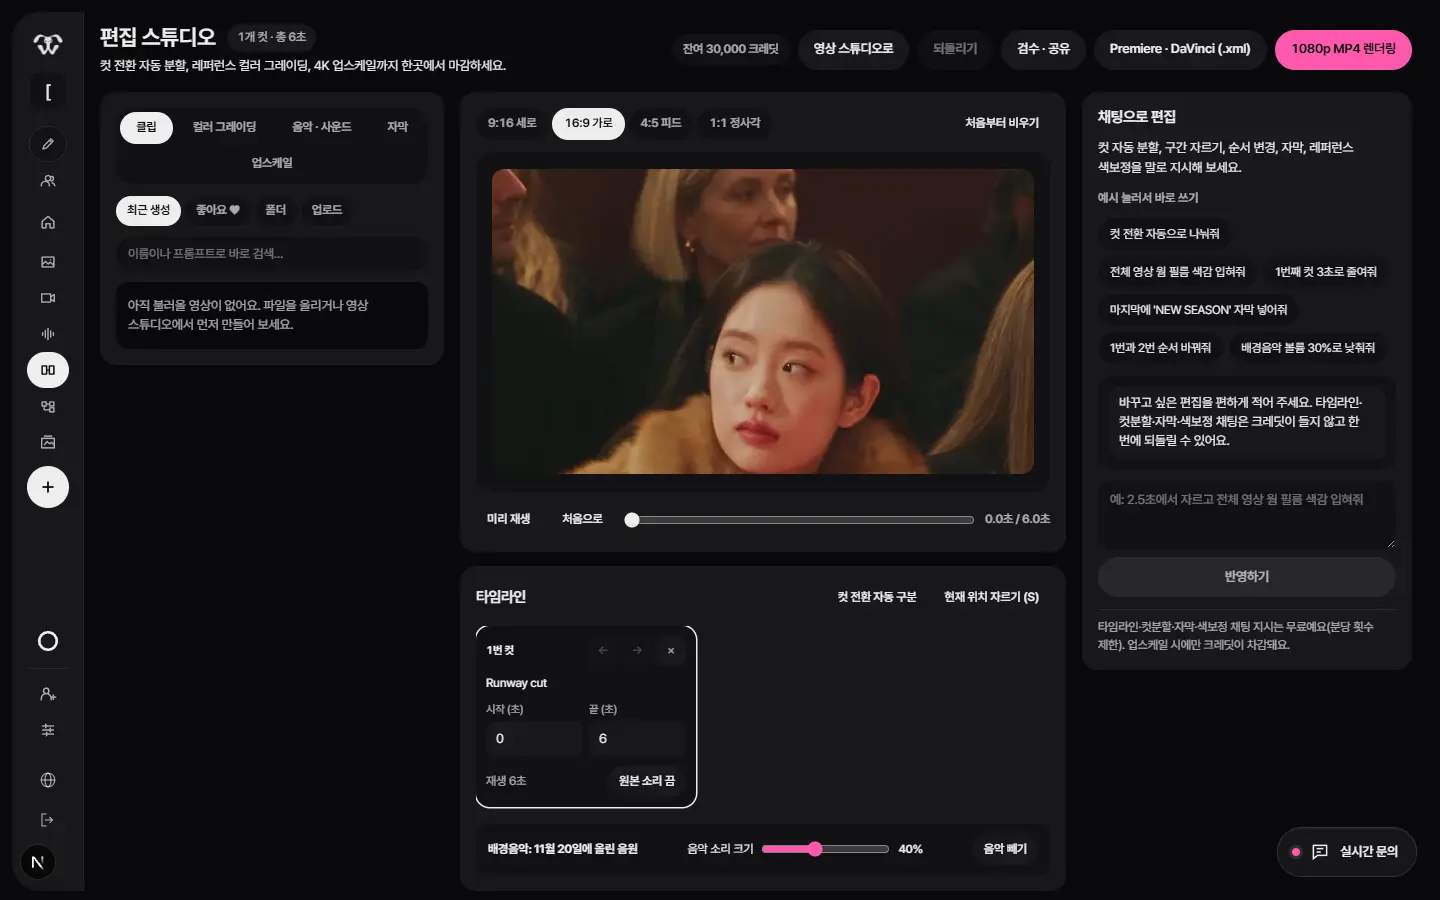 편집 스튜디오
1개 컷 · 총 6초
컷 전환 자동 분할, 레퍼런스 컬러 그레이딩, 4K 업스케일까지 한곳에서 마감하세요.
잔여 30,000 크레딧
영상 스튜디오로
되돌리기
검수 · 공유
Premiere · DaVinci (.xml)
1080p MP4 렌더링
[
클립
컬러 그레이딩
음악 · 사운드
자막
업스케일
최근 생성
좋아요 ♥
폴더
업로드
이름이나 프롬프트로 바로 검색...
아직 불러올 영상이 없어요. 파일을 올리거나 영상
스튜디오에서 먼저 만들어 보세요.
9:16 세로
16:9 가로
4:5 피드
1:1 정사각
처음부터 비우기
미리 재생
처음으로
0.0초 / 6.0초
타임라인
컷 전환 자동 구분
현재 위치 자르기 (S)
1번 컷
← → ×
Runway cut
시작 (초)
끝 (초)
0
6
재생 6초
원본 소리 끔
배경음악: 11월 20일에 올린 음원
음악 소리 크기
40%
음악 빼기
채팅으로 편집
컷 자동 분할, 구간 자르기, 순서 변경, 자막, 레퍼런스
색보정을 말로 지시해 보세요.
예시 눌러서 바로 쓰기
컷 전환 자동으로 나눠줘
전체 영상 웜 필름 색감 입혀줘
1번째 컷 3초로 줄여줘
마지막에 'NEW SEASON' 자막 넣어줘
1번과 2번 순서 바꿔줘
배경음악 볼륨 30%로 낮춰줘
바꾸고 싶은 편집을 편하게 적어 주세요. 타임라인·
컷분할·자막·색보정 채팅은 크레딧이 들지 않고 한
번에 되돌릴 수 있어요.
예: 2.5초에서 자르고 전체 영상 웜 필름 색감 입혀줘
반영하기
타임라인·컷분할·자막·색보정 채팅 지시는 무료예요(분당 횟수
제한). 업스케일 시에만 크레딧이 차감돼요.
N
실시간 문의